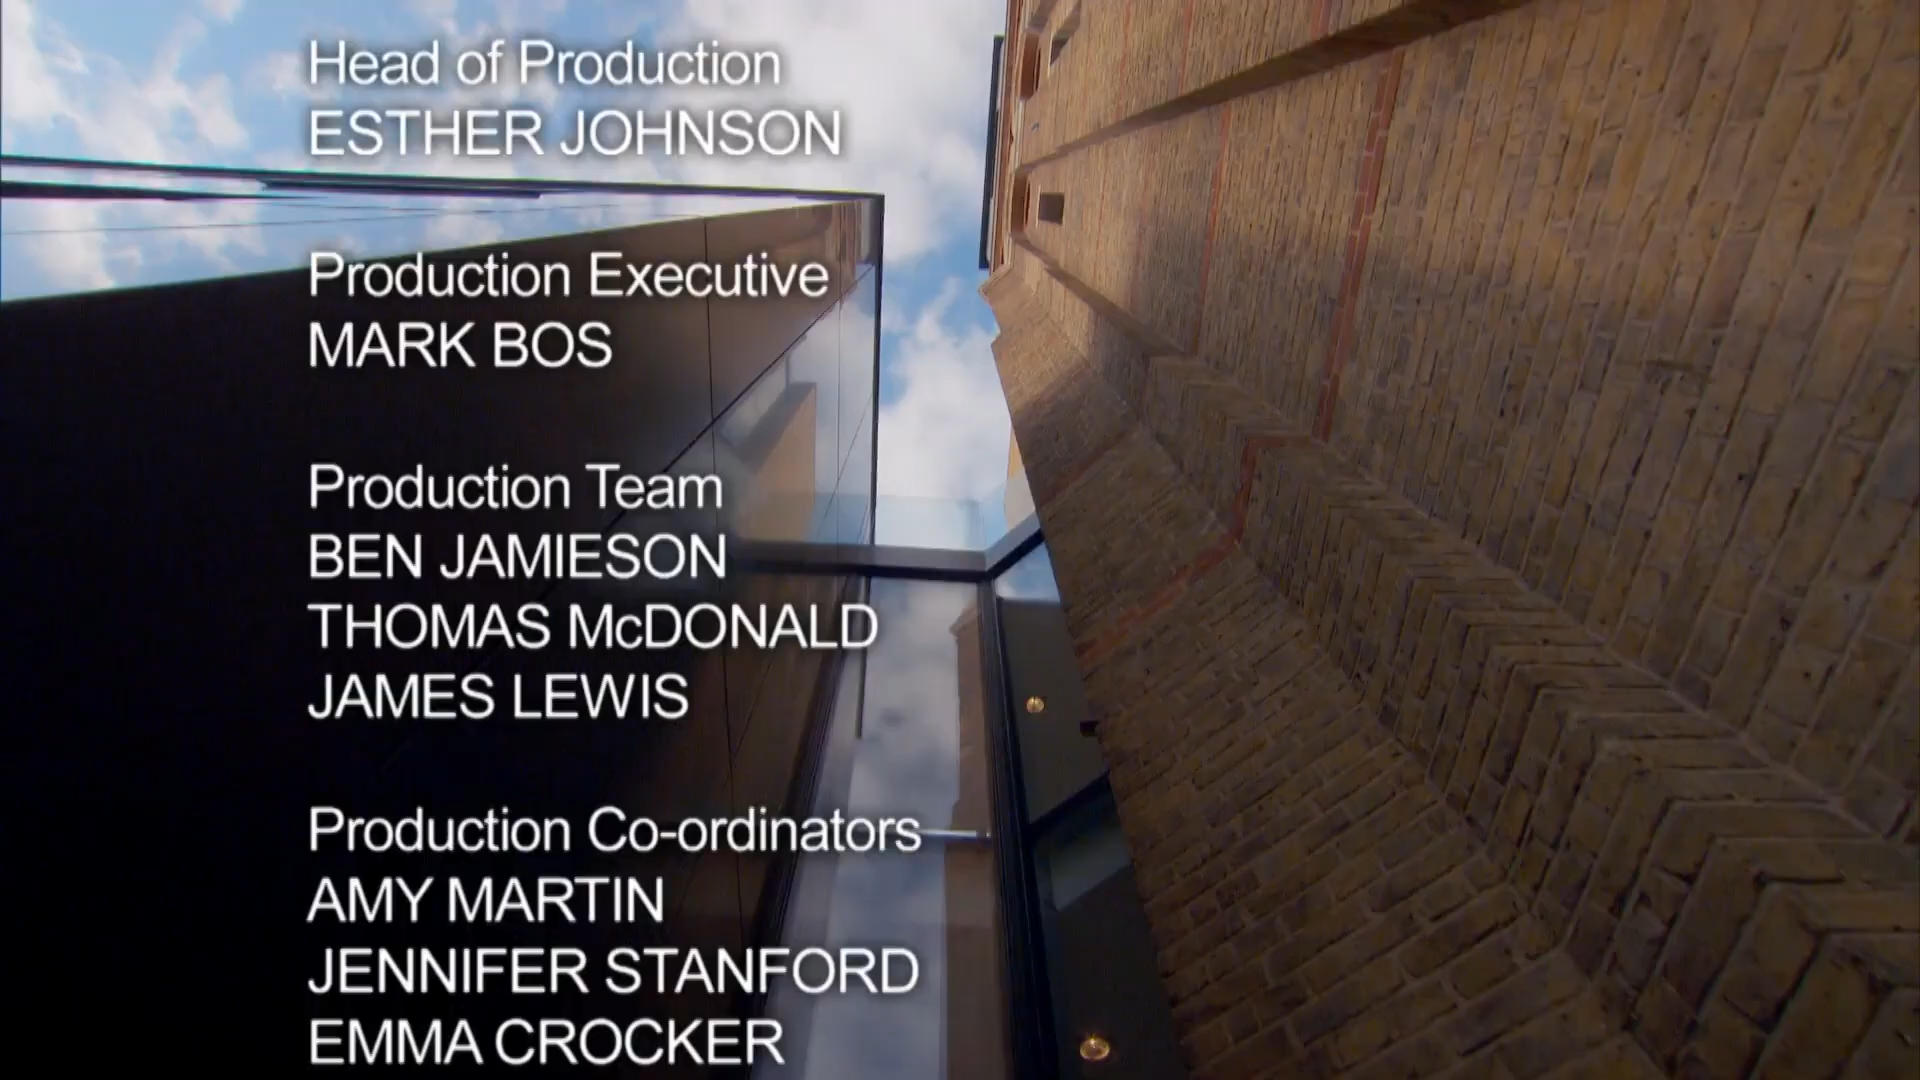 Head of Production
ESTHER JOHNSON
Production Executive
MARK BOS
Production Team
BEN JAMIESON
THOMAS McDONALD
JAMES LEWIS
Production Co-ordinators
AMY MARTIN
JENNIFER STANFORD
EMMA CROCKER